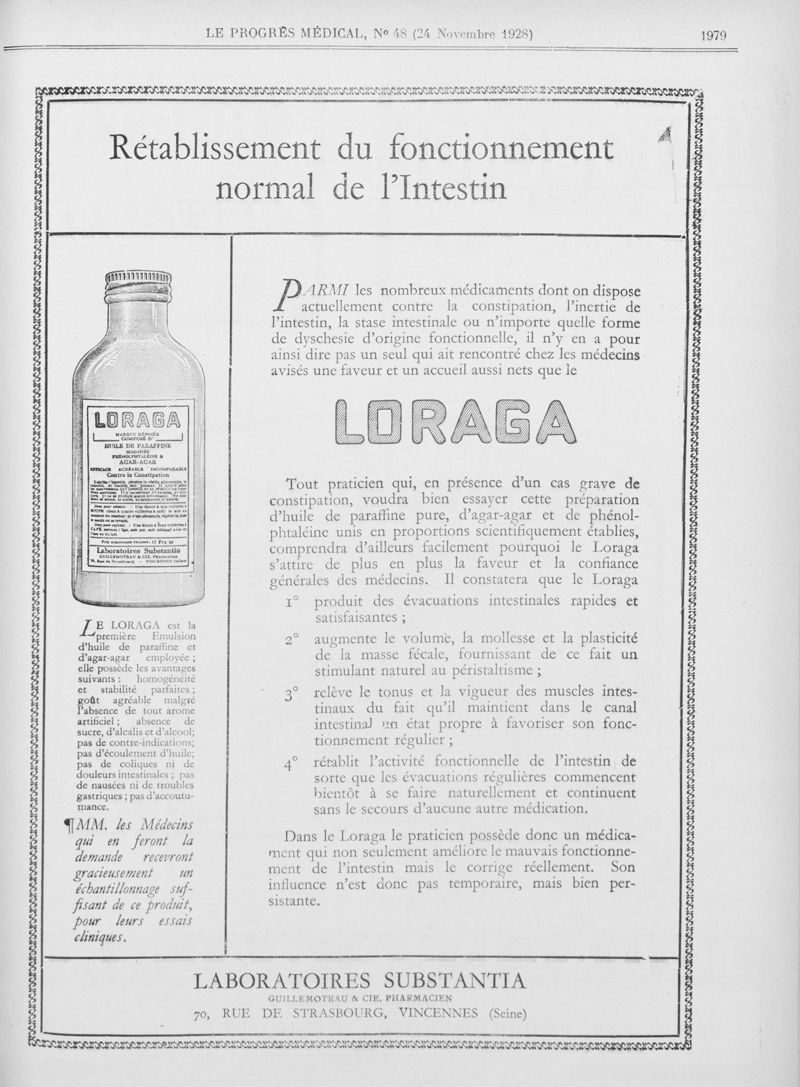 LE PROGRÈS MÉDICAL, Nº 48 (24 Novembre 1928)
1979
Rétablissement du fonctionnement
normal de l'Intestin
LORAGA
MARQUE DÉPOSÉE
COMPOSÉ D'
HUILE DE PARAFFINE
MODIFIÉE
PHÉNOLPHTALÉINE &
AGAR-AGAR
EFFICACE AGRÉABLE INCOMPARABLE
Contre la Constipation
Laboratoires Substantia
GUILLEMOTEAU & CIE, Pharmacien
LE LORAGA est la
première Emulsion
d'huile de paraffine et
d'agar-agar employée ;
elle possède les avantages
suivants : homogénéité
et stabilité parfaites ;
goût agréable malgré
l'absence de tout arome
artificiel ; absence de
sucre, d'alcalis et d'alcool;
pas de contre-indications;
pas d'écoulement d'huile;
pas de coliques ni de
douleurs intestinales ; pas
de nausées ni de troubles
gastriques ; pas d'accoutu-
mance.
¶ MM. les Médecins
qui en feront la
demande recevront
gracieusement un
échantillonnage suf-
fisant de ce produit,
pour leurs essais
cliniques.
PARMI les nombreux médicaments dont on dispose
actuellement contre la constipation, l'inertie de
l'intestin, la stase intestinale ou n'importe quelle forme
de dyschesie d'origine fonctionnelle, il n'y en a pour
ainsi dire pas un seul qui ait rencontré chez les médecins
avisés une faveur et un accueil aussi nets que le
LORAGA
Tout praticien qui, en présence d'un cas grave de
constipation, voudra bien essayer cette préparation
d'huile de paraffine pure, d'agar-agar et de phénol-
phtaléine unis en proportions scientifiquement établies,
comprendra d'ailleurs facilement pourquoi le Loraga
s'attire de plus en plus la faveur et la confiance
générales des médecins. Il constatera que le Loraga
1° produit des évacuations intestinales rapides et
satisfaisantes ;
2° augmente le volume, la mollesse et la plasticité
de la masse fécale, fournissant de ce fait un
stimulant naturel au péristaltisme ;
3° relève le tonus et la vigueur des muscles intes-
tinaux du fait qu'il maintient dans le canal
intestinal un état propre à favoriser son fonc-
tionnement régulier ;
4° rétablit l'activité fonctionnelle de l'intestin de
sorte que les évacuations régulières commencent
bientôt à se faire naturellement et continuent
sans le secours d'aucune autre médication.
Dans le Loraga le praticien possède donc un médica-
ment qui non seulement améliore le mauvais fonctionne-
ment de l'intestin mais le corrige réellement. Son
influence n'est donc pas temporaire, mais bien per-
sistante.
LABORATOIRES SUBSTANTIA
GUILLEMOTEAU & CIE, PHARMACIEN
70, RUE DE STRASBOURG, VINCENNES (Seine)